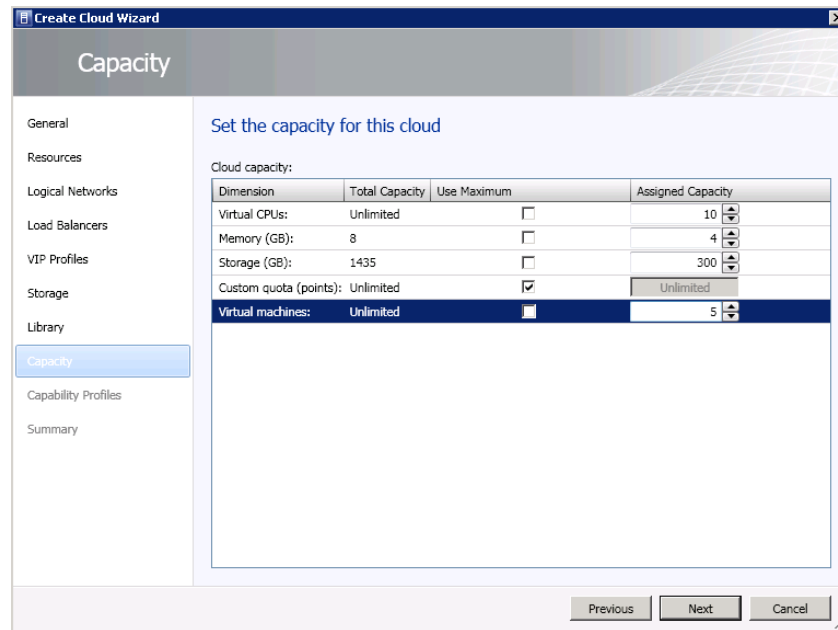 Create Cloud Wizard
Capacity
General
Resources
Logical Networks
Load Balancers
VIP Profiles
Storage
Library
Capacity
Capability Profiles
Summary
Set the capacity for this cloud
Cloud capacity:
Dimension Total Capacity Use Maximum Assigned Capacity
Virtual CPUs: Unlimited 10
Memory (GB): 8 4
Storage (GB): 1435 300
Custom quota (points): Unlimited Unlimited
Virtual machines: Unlimited 5
Previous Next Cancel